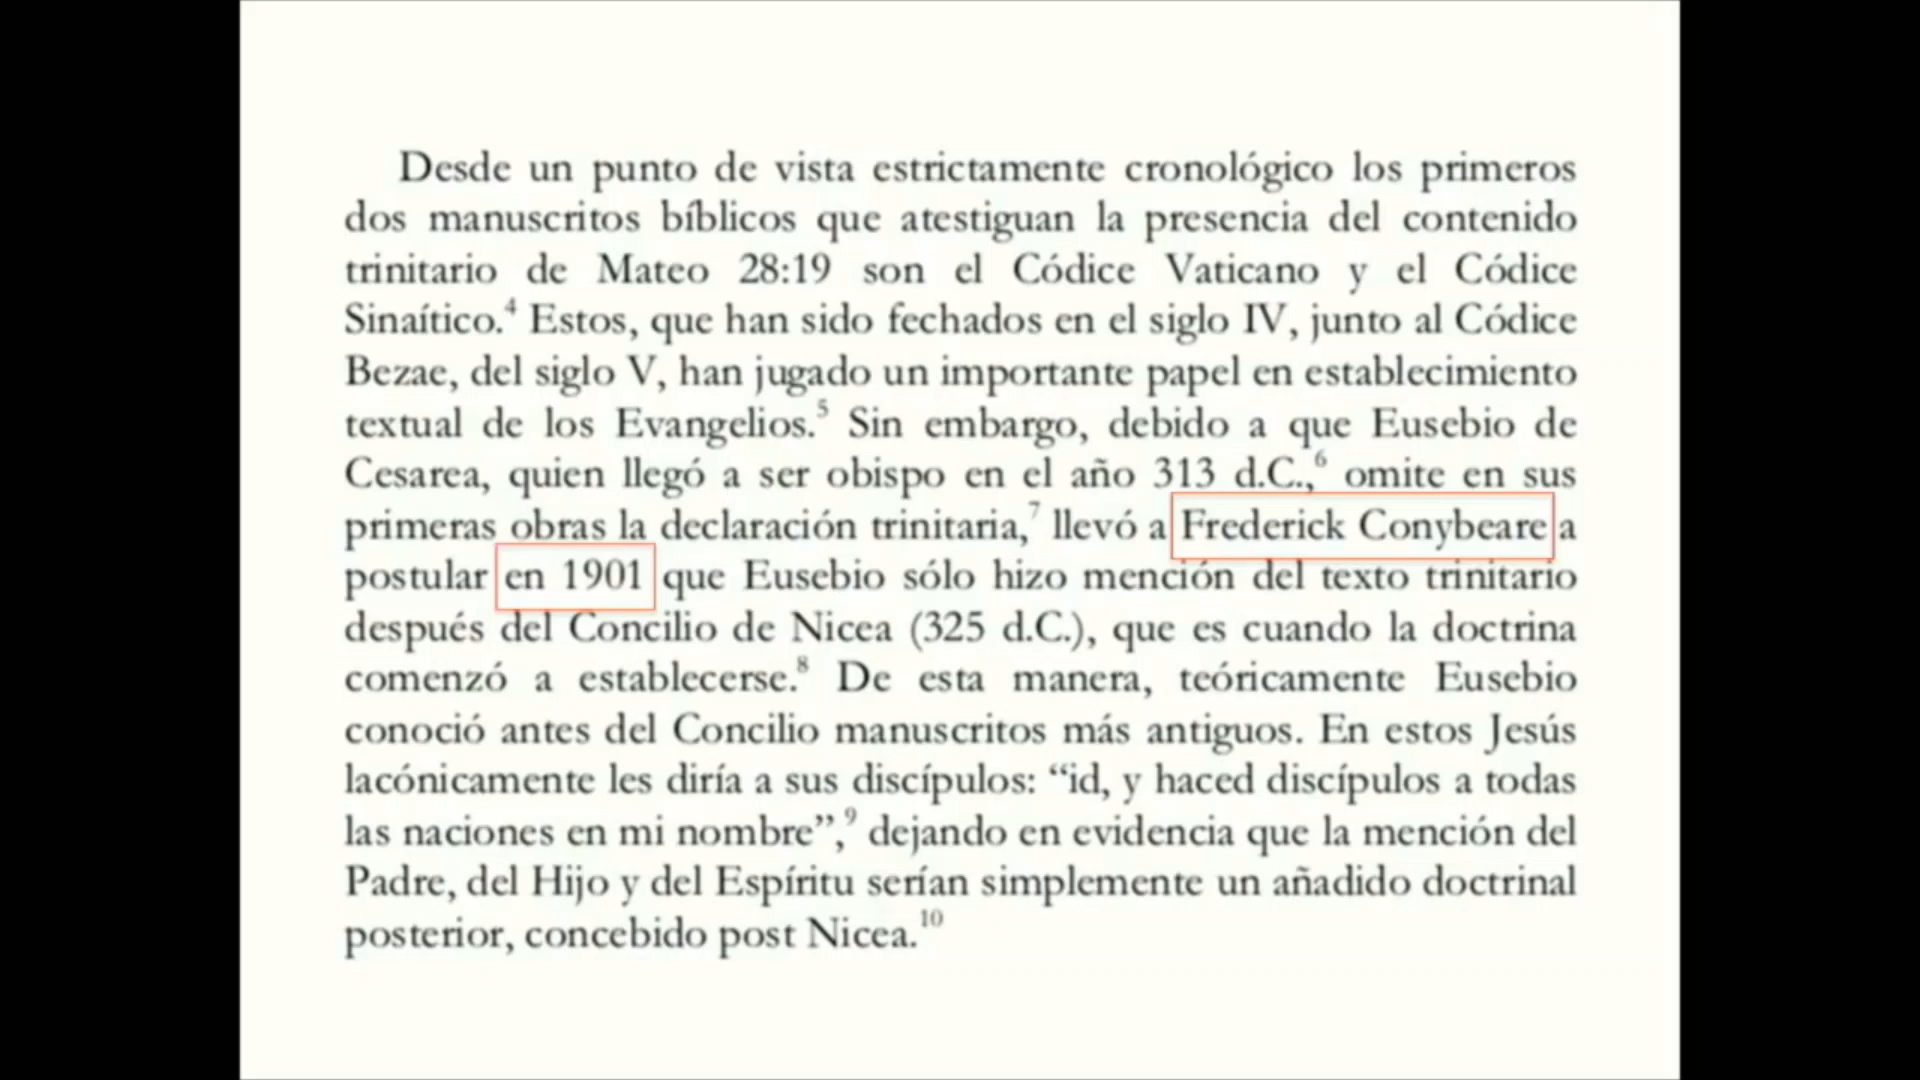 Desde un punto de vista estrictamente cronológico los primeros
dos manuscritos bíblicos que atestiguan la presencia del contenido
trinitario de Mateo 28:19 son el Códice Vaticano y el Códice
Sinaítico.4 Estos, que han sido fechados en el siglo IV, junto al Códice
Bezae, del siglo V, han jugado un importante papel en establecimiento
textual de los Evangelios.5 Sin embargo, debido a que Eusebio de
Cesarea, quien llegó a ser obispo en el año 313 d.C.,6 omite en sus
primeras obras la declaración trinitaria,7 llevó a Frederick Conybeare a
postular en 1901 que Eusebio sólo hizo mención del texto trinitario
después del Concilio de Nicea (325 d.C.), que es cuando la doctrina
comenzó a establecerse.8 De esta manera, teóricamente Eusebio
conoció antes del Concilio manuscritos más antiguos. En estos Jesús
lacónicamente les diría a sus discípulos: “id, y haced discípulos a todas
las naciones en mi nombre”,9 dejando en evidencia que la mención del
Padre, del Hijo y del Espíritu serían simplemente un añadido doctrinal
posterior, concebido post Nicea.10